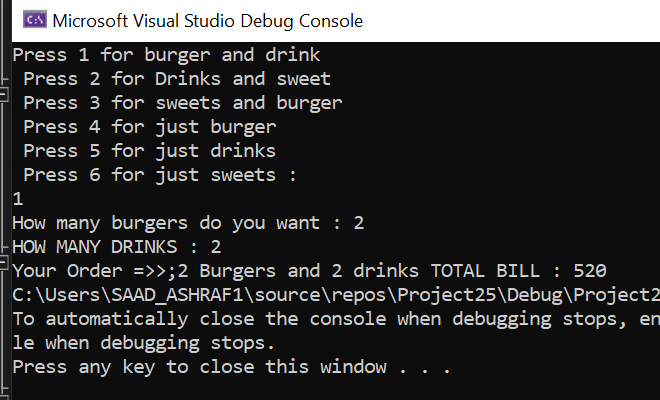 C:\ Microsoft Visual Studio Debug Console
Press 1 for burger and drink
Press 2 for Drinks and sweet
Press 3 for sweets and burger
Press 4 for just burger
Press 5 for just drinks
Press 6 for just sweets :
1
How many burgers do you want : 2
HOW MANY DRINKS : 2
Your Order =>>;2 Burgers and 2 drinks TOTAL BILL : 520
C:\Users\SAAD_ASHRAF1\source\repos\Project25\Debug\Project2
To automatically close the console when debugging stops, en
le when debugging stops.
Press any key to close this window . . .